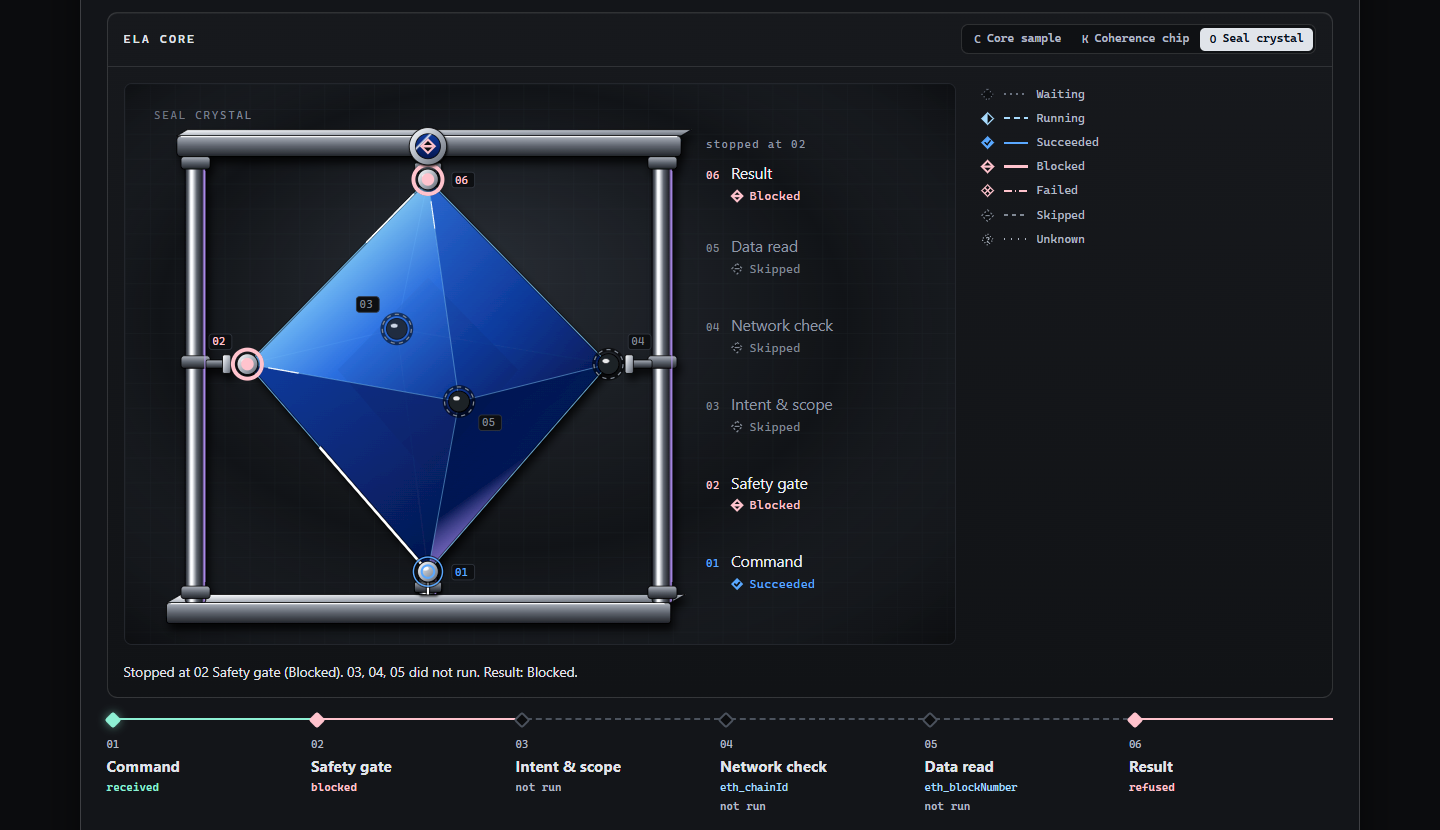 ELA CORE
C Core sample K Coherence chip O Seal crystal
SEAL CRYSTAL
06
03
02
04
05
01
stopped at 02
06 Result
Blocked
05 Data read
Skipped
04 Network check
Skipped
03 Intent & scope
Skipped
02 Safety gate
Blocked
01 Command
Succeeded
Waiting
Running
Succeeded
Blocked
Failed
Skipped
Unknown
Stopped at 02 Safety gate (Blocked). 03, 04, 05 did not run. Result: Blocked.
01
Command
received
02
Safety gate
blocked
03
Intent & scope
not run
04
Network check
eth_chainId
not run
05
Data read
eth_blockNumber
not run
06
Result
refused